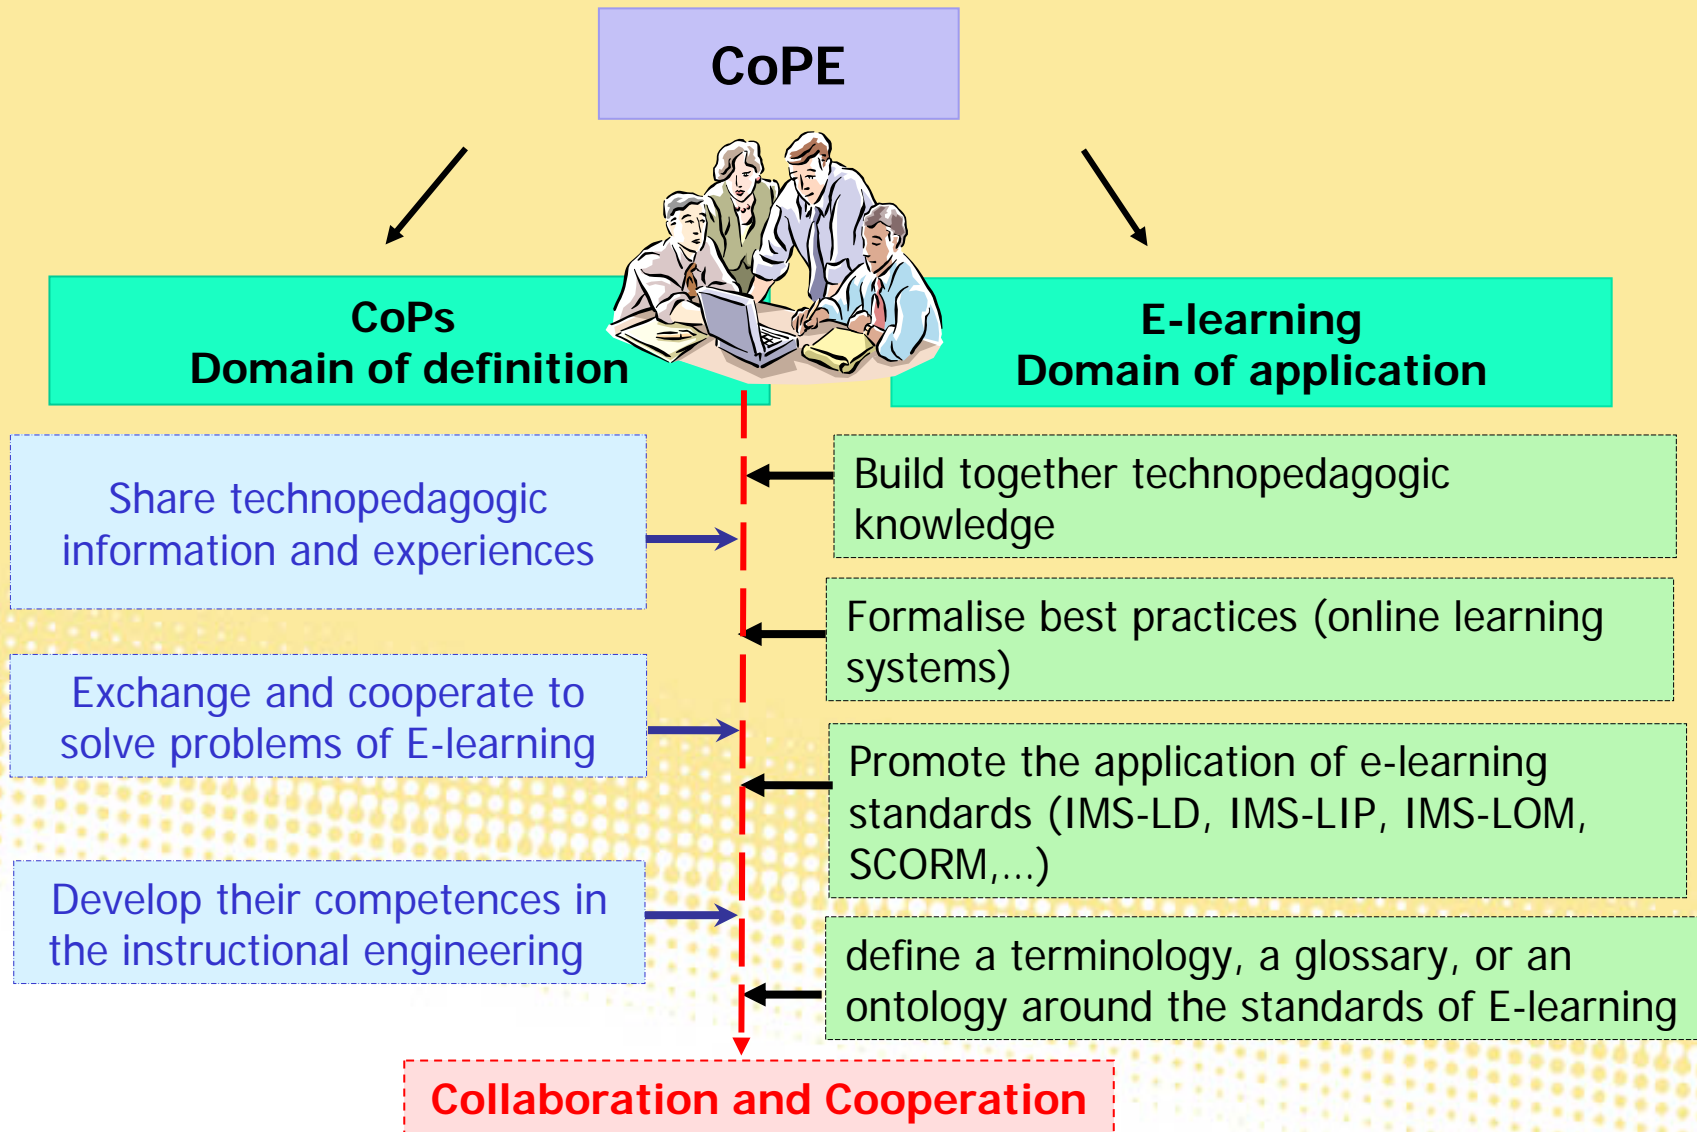 CoPE
CoPs
Domain of definition
E-learning
Domain of application
Share technopedagogic
information and experiences
Exchange and cooperate to
solve problems of E-learning
Develop their competences in
the instructional engineering
Build together technopedagogic
knowledge
Formalise best practices (online learning
systems)
Promote the application of e-learning
standards (IMS-LD, IMS-LIP, IMS-LOM,
SCORM,...)
define a terminology, a glossary, or an
ontology around the standards of E-learning
Collaboration and Cooperation